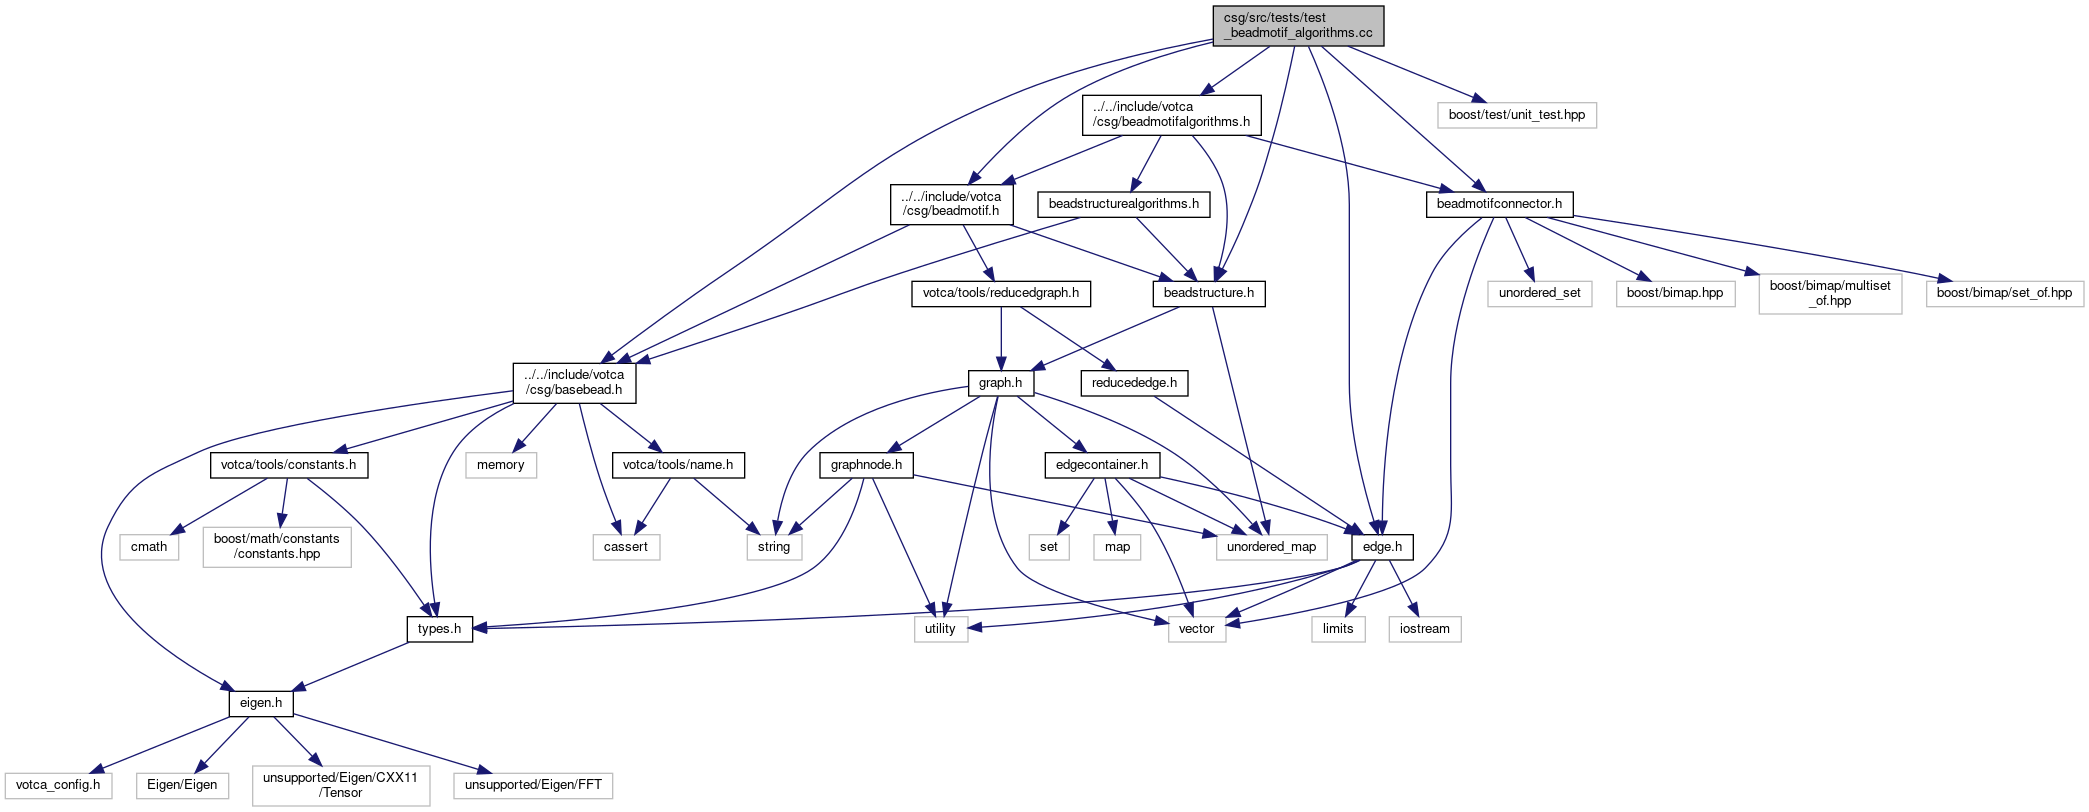 csg/src/tests/test
_beadmotif_algorithms.cc
../../include/votca
/csg/beadmotifalgorithms.h
boost/test/unit_test.hpp
../../include/votca
/csg/beadmotif.h
beadstructurealgorithms.h
beadmotifconnector.h
votca/tools/reducedgraph.h
beadstructure.h
unordered_set
boost/bimap.hpp
boost/bimap/multiset
_of.hpp
boost/bimap/set_of.hpp
../../include/votca
/csg/basebead.h
graph.h
reducededge.h
votca/tools/constants.h
memory
votca/tools/name.h
graphnode.h
edgecontainer.h
cmath
boost/math/constants
/constants.hpp
cassert
string
set
map
unordered_map
edge.h
types.h
utility
vector
limits
iostream
eigen.h
votca_config.h
Eigen/Eigen
unsupported/Eigen/CXX11
/Tensor
unsupported/Eigen/FFT